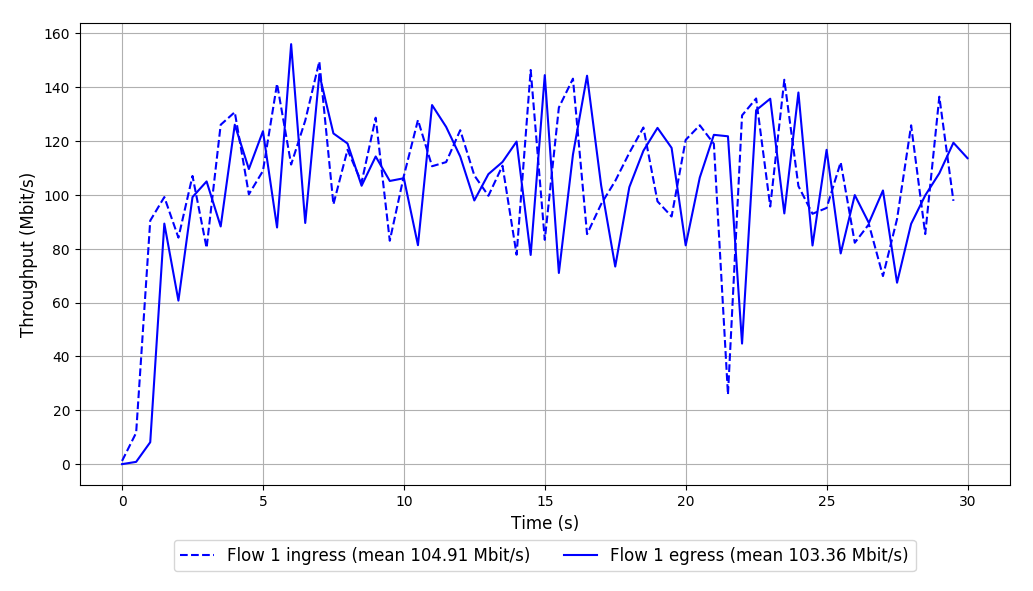 160
140
120
100
80
60
40
20
0
Throughput (Mbit/s)
0 5 10 15 20 25 30
Time (s)
Flow 1 ingress (mean 104.91 Mbit/s) Flow 1 egress (mean 103.36 Mbit/s)